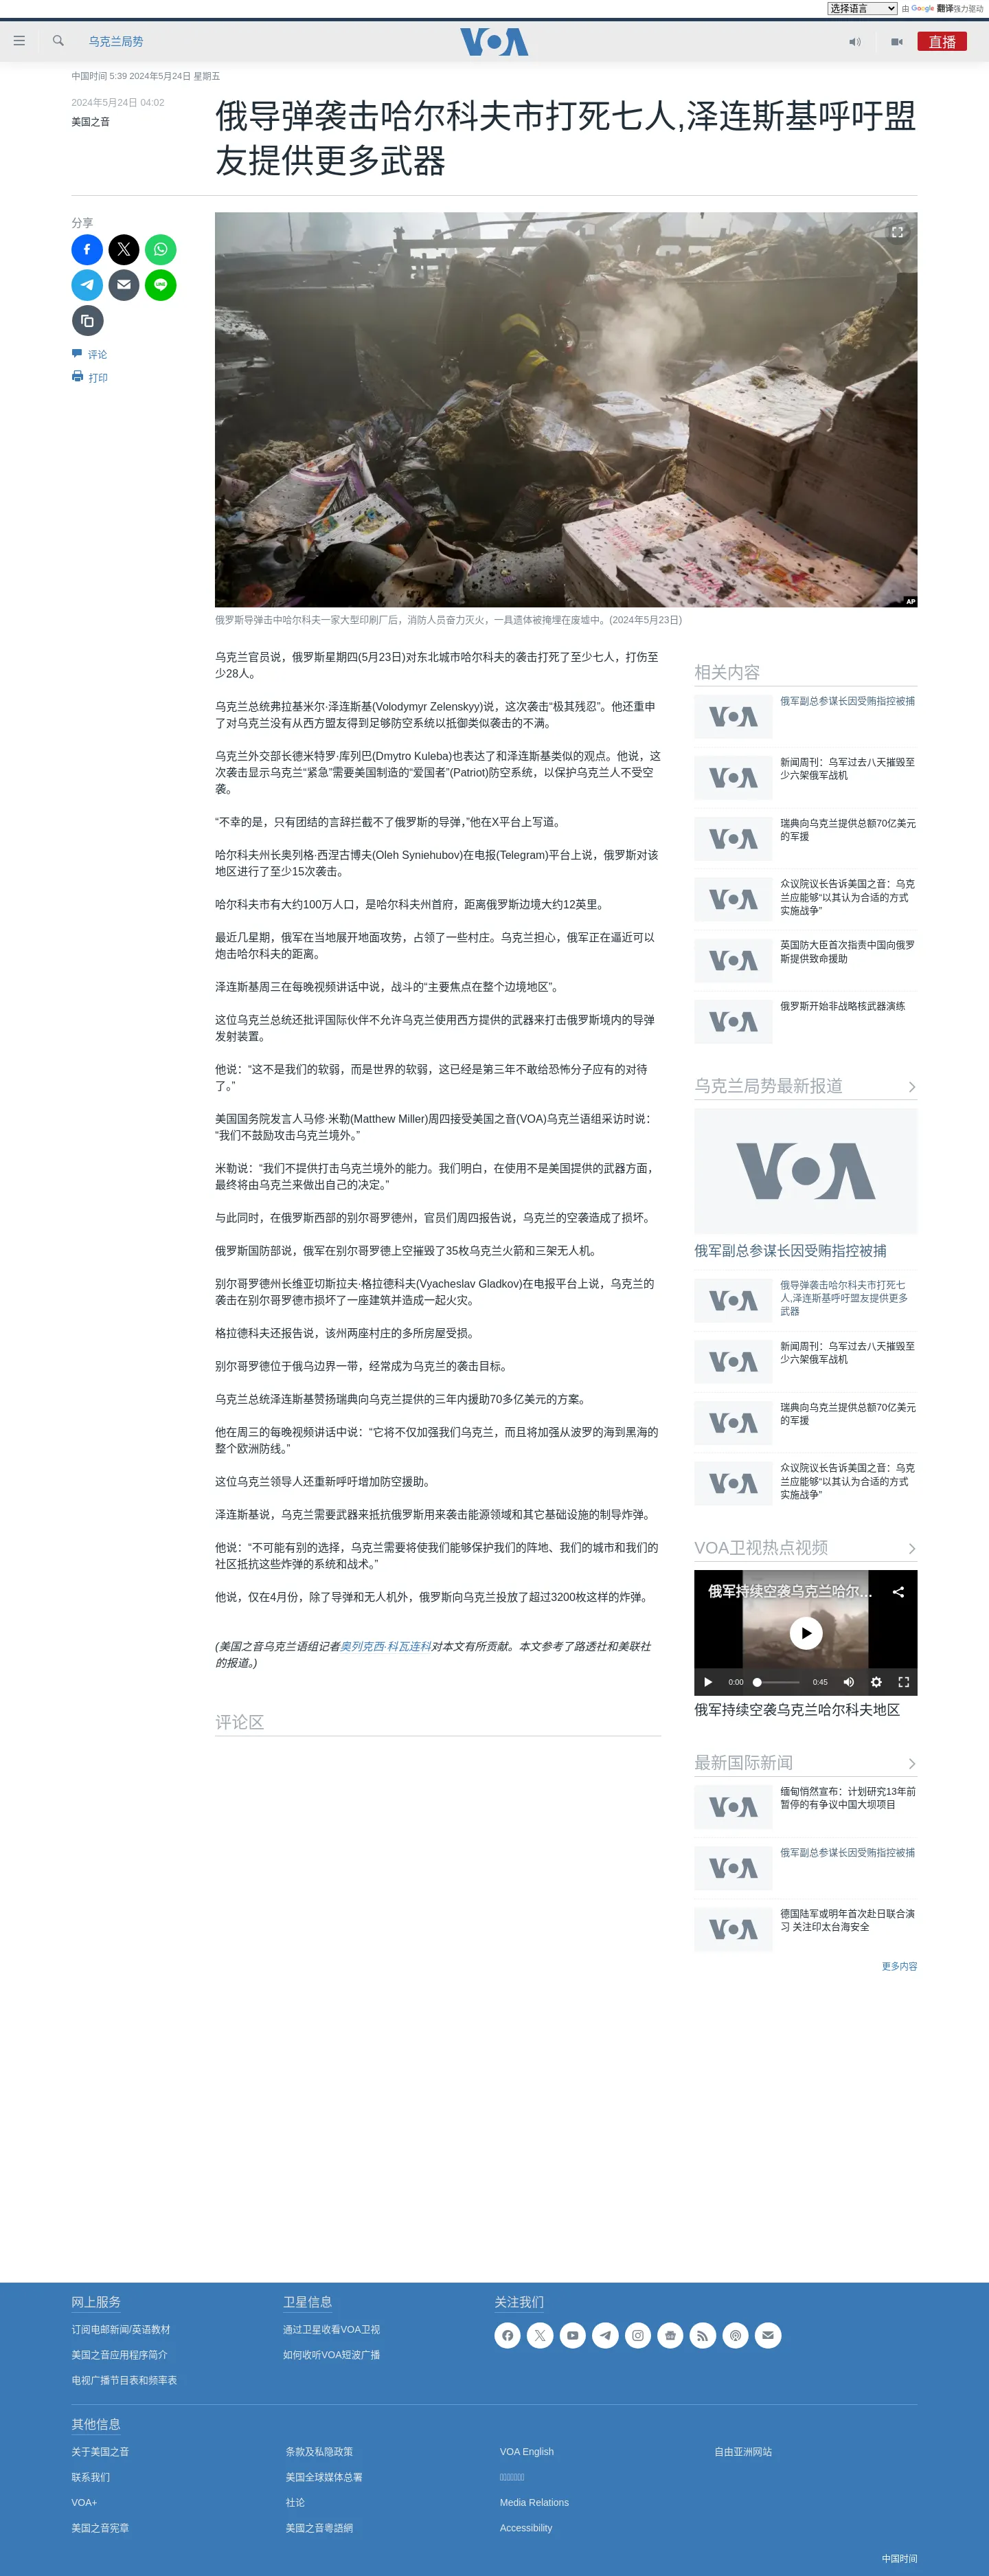 选择语言
由 Google 翻译强力驱动
乌克兰局势
VOA
直播
中国时间 5:39 2024年5月24日 星期五
2024年5月24日 04:02
美国之音
俄导弹袭击哈尔科夫市打死七人,泽连斯基呼吁盟
友提供更多武器
分享
LINE
评论
打印
AP
俄罗斯导弹击中哈尔科夫一家大型印刷厂后，消防人员奋力灭火，一具遗体被掩埋在废墟中。(2024年5月23日)
乌克兰官员说，俄罗斯星期四(5月23日)对东北城市哈尔科夫的袭击打死了至少七人，打伤至
少28人。
乌克兰总统弗拉基米尔·泽连斯基(Volodymyr Zelenskyy)说，这次袭击“极其残忍”。他还重申
了对乌克兰没有从西方盟友得到足够防空系统以抵御类似袭击的不满。
乌克兰外交部长德米特罗·库列巴(Dmytro Kuleba)也表达了和泽连斯基类似的观点。他说，这
次袭击显示乌克兰“紧急”需要美国制造的“爱国者”(Patriot)防空系统，以保护乌克兰人不受空
袭。
“不幸的是，只有团结的言辞拦截不了俄罗斯的导弹，”他在X平台上写道。
哈尔科夫州长奥列格·西涅古博夫(Oleh Syniehubov)在电报(Telegram)平台上说，俄罗斯对该
地区进行了至少15次袭击。
哈尔科夫市有大约100万人口，是哈尔科夫州首府，距离俄罗斯边境大约12英里。
最近几星期，俄军在当地展开地面攻势，占领了一些村庄。乌克兰担心，俄军正在逼近可以
炮击哈尔科夫的距离。
泽连斯基周三在每晚视频讲话中说，战斗的“主要焦点在整个边境地区”。
这位乌克兰总统还批评国际伙伴不允许乌克兰使用西方提供的武器来打击俄罗斯境内的导弹
发射装置。
他说：“这不是我们的软弱，而是世界的软弱，这已经是第三年不敢给恐怖分子应有的对待
了。”
美国国务院发言人马修·米勒(Matthew Miller)周四接受美国之音(VOA)乌克兰语组采访时说：
“我们不鼓励攻击乌克兰境外。”
米勒说：“我们不提供打击乌克兰境外的能力。我们明白，在使用不是美国提供的武器方面，
最终将由乌克兰来做出自己的决定。”
与此同时，在俄罗斯西部的别尔哥罗德州，官员们周四报告说，乌克兰的空袭造成了损坏。
俄罗斯国防部说，俄军在别尔哥罗德上空摧毁了35枚乌克兰火箭和三架无人机。
别尔哥罗德州长维亚切斯拉夫·格拉德科夫(Vyacheslav Gladkov)在电报平台上说，乌克兰的
袭击在别尔哥罗德市损坏了一座建筑并造成一起火灾。
格拉德科夫还报告说，该州两座村庄的多所房屋受损。
别尔哥罗德位于俄乌边界一带，经常成为乌克兰的袭击目标。
乌克兰总统泽连斯基赞扬瑞典向乌克兰提供的三年内援助70多亿美元的方案。
他在周三的每晚视频讲话中说：“它将不仅加强我们乌克兰，而且将加强从波罗的海到黑海的
整个欧洲防线。”
这位乌克兰领导人还重新呼吁增加防空援助。
泽连斯基说，乌克兰需要武器来抵抗俄罗斯用来袭击能源领域和其它基础设施的制导炸弹。
他说：“不可能有别的选择，乌克兰需要将使我们能够保护我们的阵地、我们的城市和我们的
社区抵抗这些炸弹的系统和战术。”
他说，仅在4月份，除了导弹和无人机外，俄罗斯向乌克兰投放了超过3200枚这样的炸弹。
(美国之音乌克兰语组记者奥列克西·科瓦连科对本文有所贡献。本文参考了路透社和美联社
的报道。)
评论区
相关内容
俄军副总参谋长因受贿指控被捕
新闻周刊：乌军过去八天摧毁至
少六架俄军战机
瑞典向乌克兰提供总额70亿美元
的军援
众议院议长告诉美国之音：乌克
兰应能够“以其认为合适的方式
实施战争”
英国防大臣首次指责中国向俄罗
斯提供致命援助
俄罗斯开始非战略核武器演练
乌克兰局势最新报道
VOA
俄军副总参谋长因受贿指控被捕
俄导弹袭击哈尔科夫市打死七
人,泽连斯基呼吁盟友提供更多
武器
新闻周刊：乌军过去八天摧毁至
少六架俄军战机
瑞典向乌克兰提供总额70亿美元
的军援
众议院议长告诉美国之音：乌克
兰应能够“以其认为合适的方式
实施战争”
VOA卫视热点视频
俄军持续空袭乌克兰哈尔...
0:00
0:45
俄军持续空袭乌克兰哈尔科夫地区
最新国际新闻
缅甸悄然宣布：计划研究13年前
暂停的有争议中国大坝项目
俄军副总参谋长因受贿指控被捕
德国陆军或明年首次赴日联合演
习 关注印太台海安全
更多内容
网上服务
订阅电邮新闻/英语教材
美国之音应用程序简介
电视广播节目表和频率表
卫星信息
通过卫星收看VOA卫视
如何收听VOA短波广播
关注我们
其他信息
关于美国之音
联系我们
VOA+
美国之音宪章
条款及私隐政策
美国全球媒体总署
社论
美國之音粵語網
VOA English
Media Relations
Accessibility
自由亚洲网站
中国时间